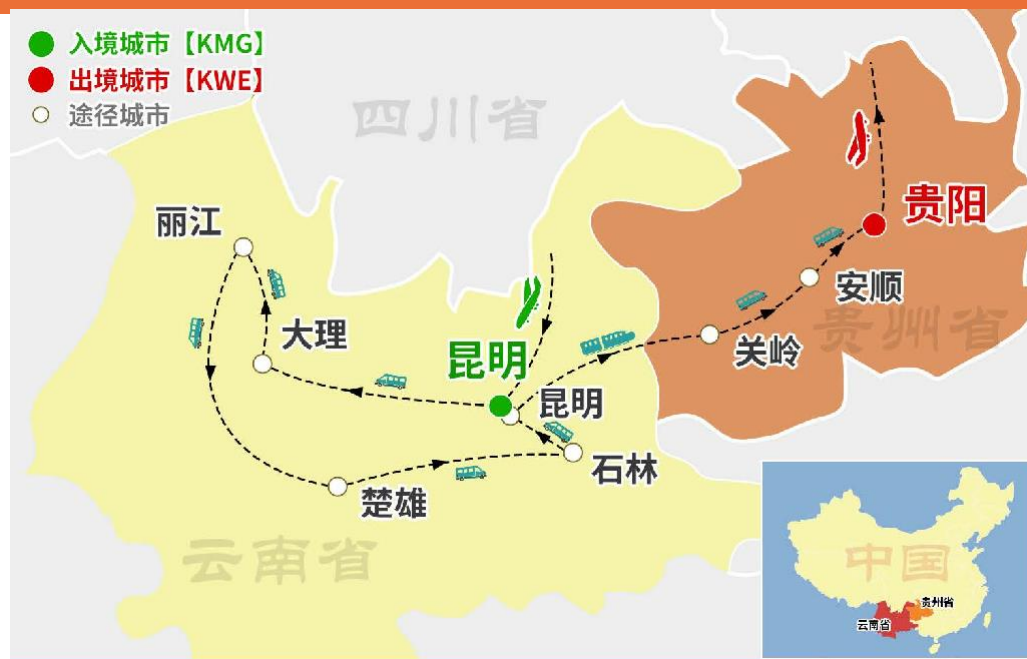 入境城市【KMG】
出境城市【KWE】
途径城市
四川省
贵阳
丽江
安顺
大理
贵州省
关岭
昆明
昆明
石林
楚雄
云南省
中国
贵州省
云南省